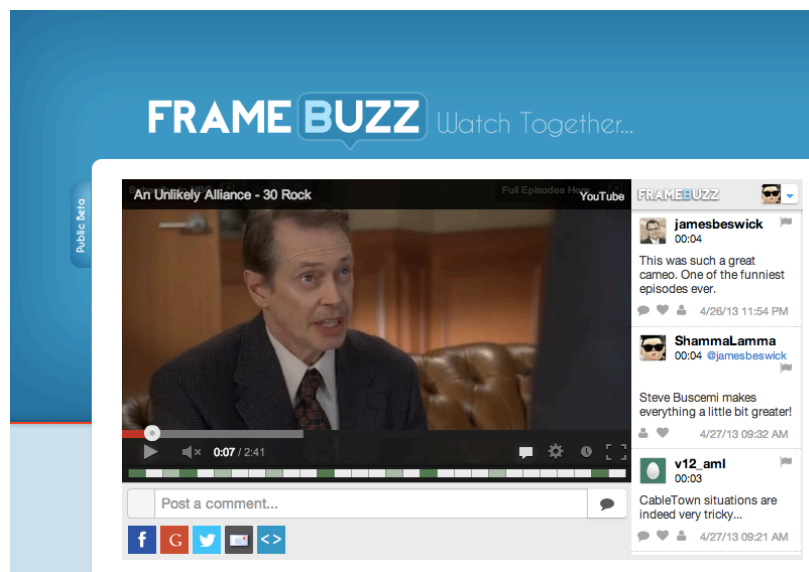 FRAME BUZZ Watch Together...
Public Beta
An Unlikely Alliance - 30 Rock
Full Episodes Here
YouTube
0:07 / 2:41
Post a comment...
f G <>
FRAMEBUZZ
jamesbeswick
00:04
This was such a great
cameo. One of the funniest
episodes ever.
4/26/13 11:54 PM
ShammaLamma
00:04 @jamesbeswick
Steve Buscemi makes
everything a little bit greater!
4/27/13 09:32 AM
v12_aml
00:03
CableTown situations are
indeed very tricky...
4/27/13 09:21 AM